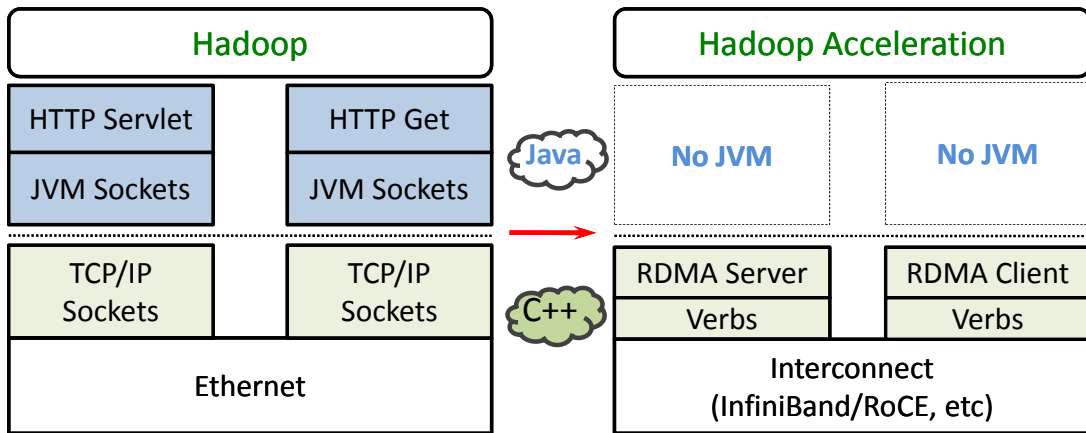 Hadoop
HTTP Servlet
HTTP Get
JVM Sockets
JVM Sockets
TCP/IP
Sockets
TCP/IP
Sockets
Ethernet
Java
C++
Hadoop Acceleration
No JVM
No JVM
RDMA Server
RDMA Client
Verbs
Verbs
Interconnect
(InfiniBand/RoCE, etc)